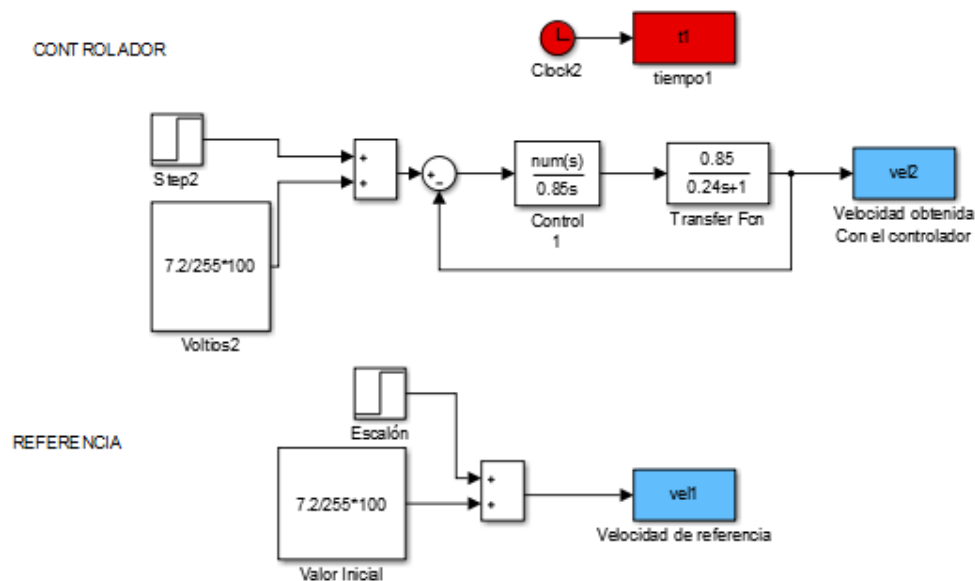 CONTROLADOR
t1
Clock2
tiempo1
Step2
+
+
+
-
num(s)
0.85s
Control
1
0.85
0.24s+1
Transfer Fcn
vel2
Velocidad obtenida
Con el controlador
7.2/255*100
Voltios2
REFERENCIA
Escalón
7.2/255*100
Valor Inicial
+
+
vel1
Velocidad de referencia